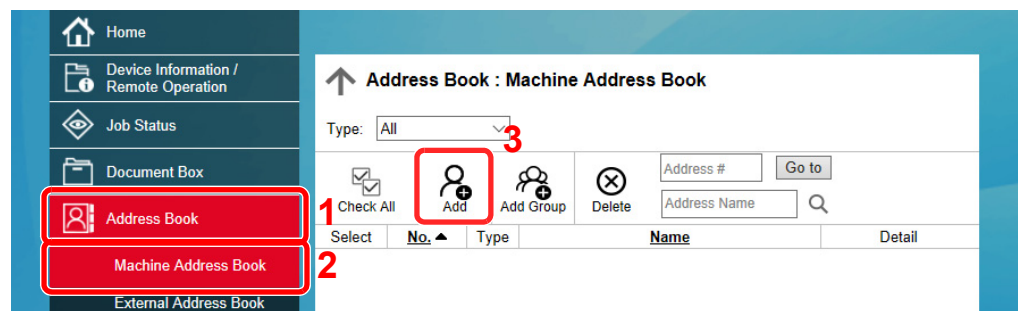 Home
Device Information /
Remote Operation
Job Status
Document Box
Address Book
1
Machine Address Book
2
External Address Book
Address Book : Machine Address Book
Type: All
3
Check All Add Add Group Delete
Address # Go to
Address Name
Select No. ▲ Type Name Detail